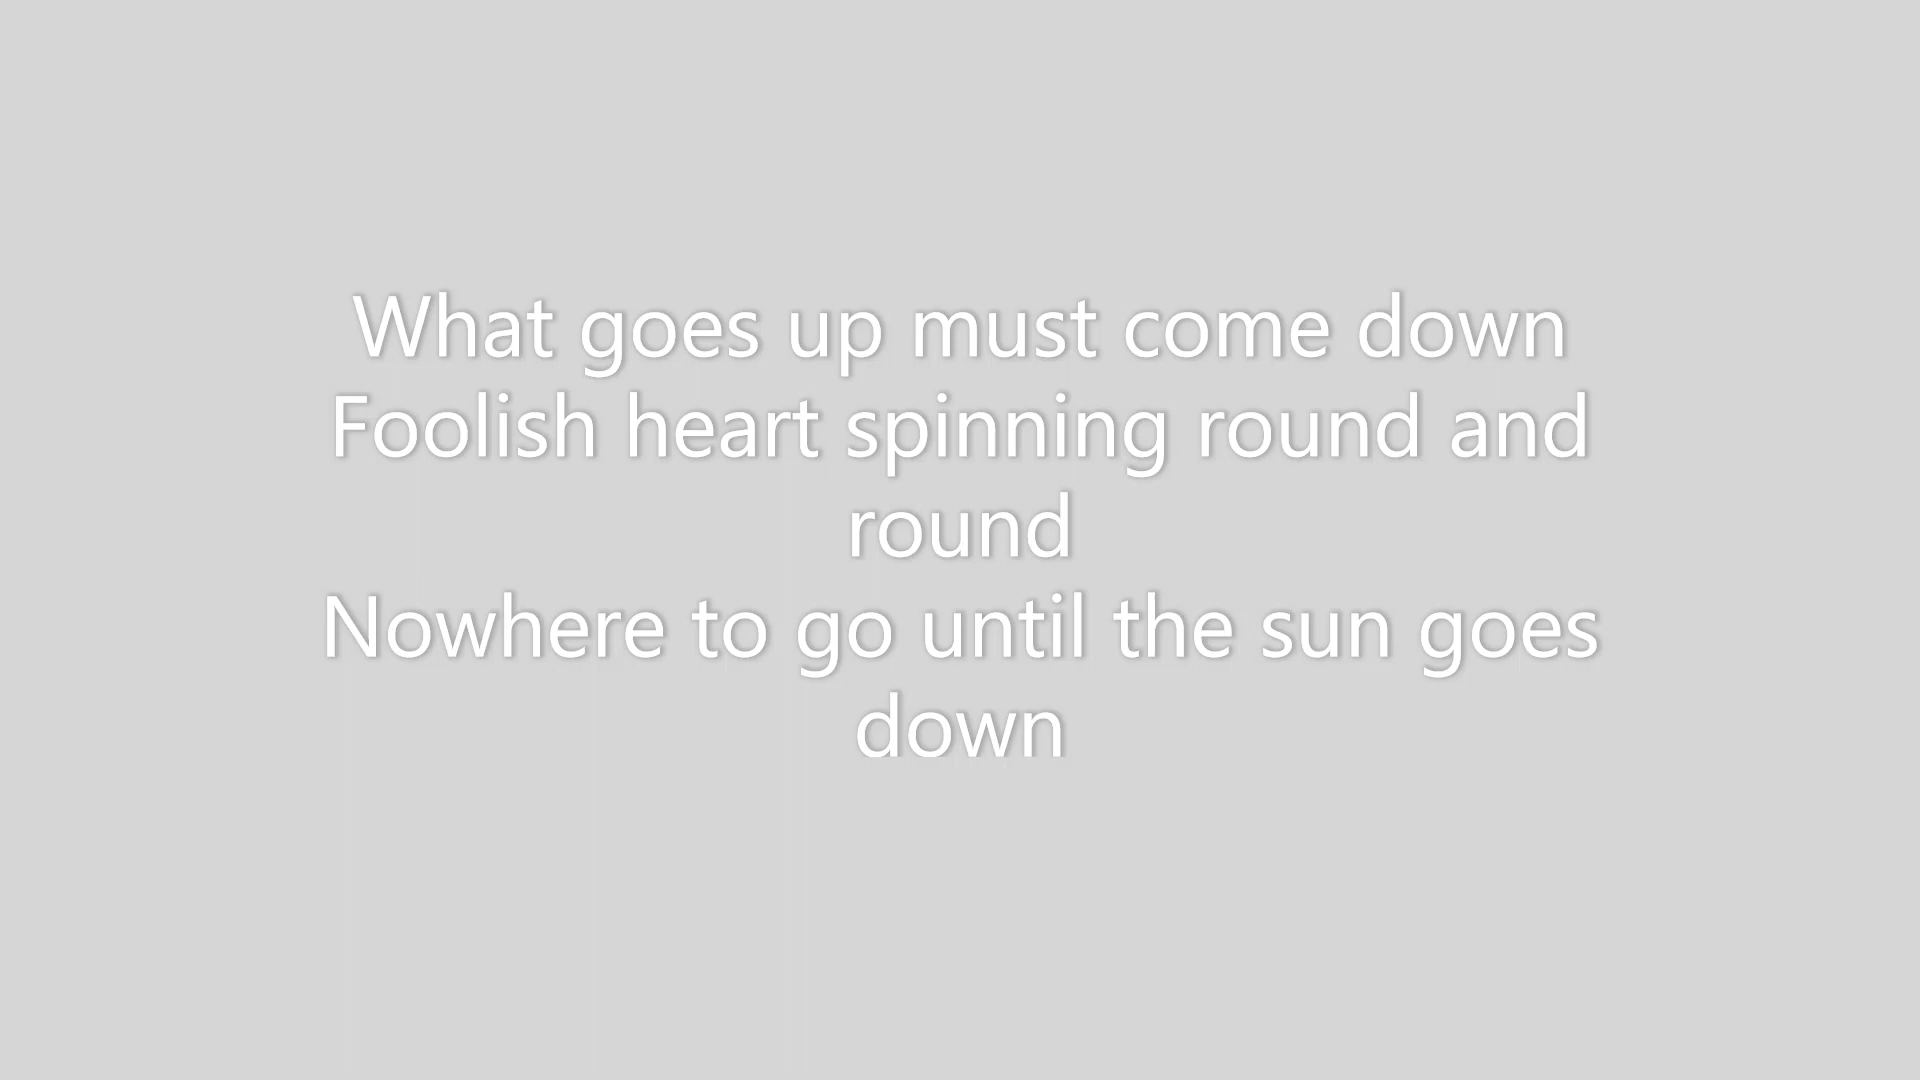 What goes up must come down
Foolish heart spinning round and
round
Nowhere to go until the sun goes
down